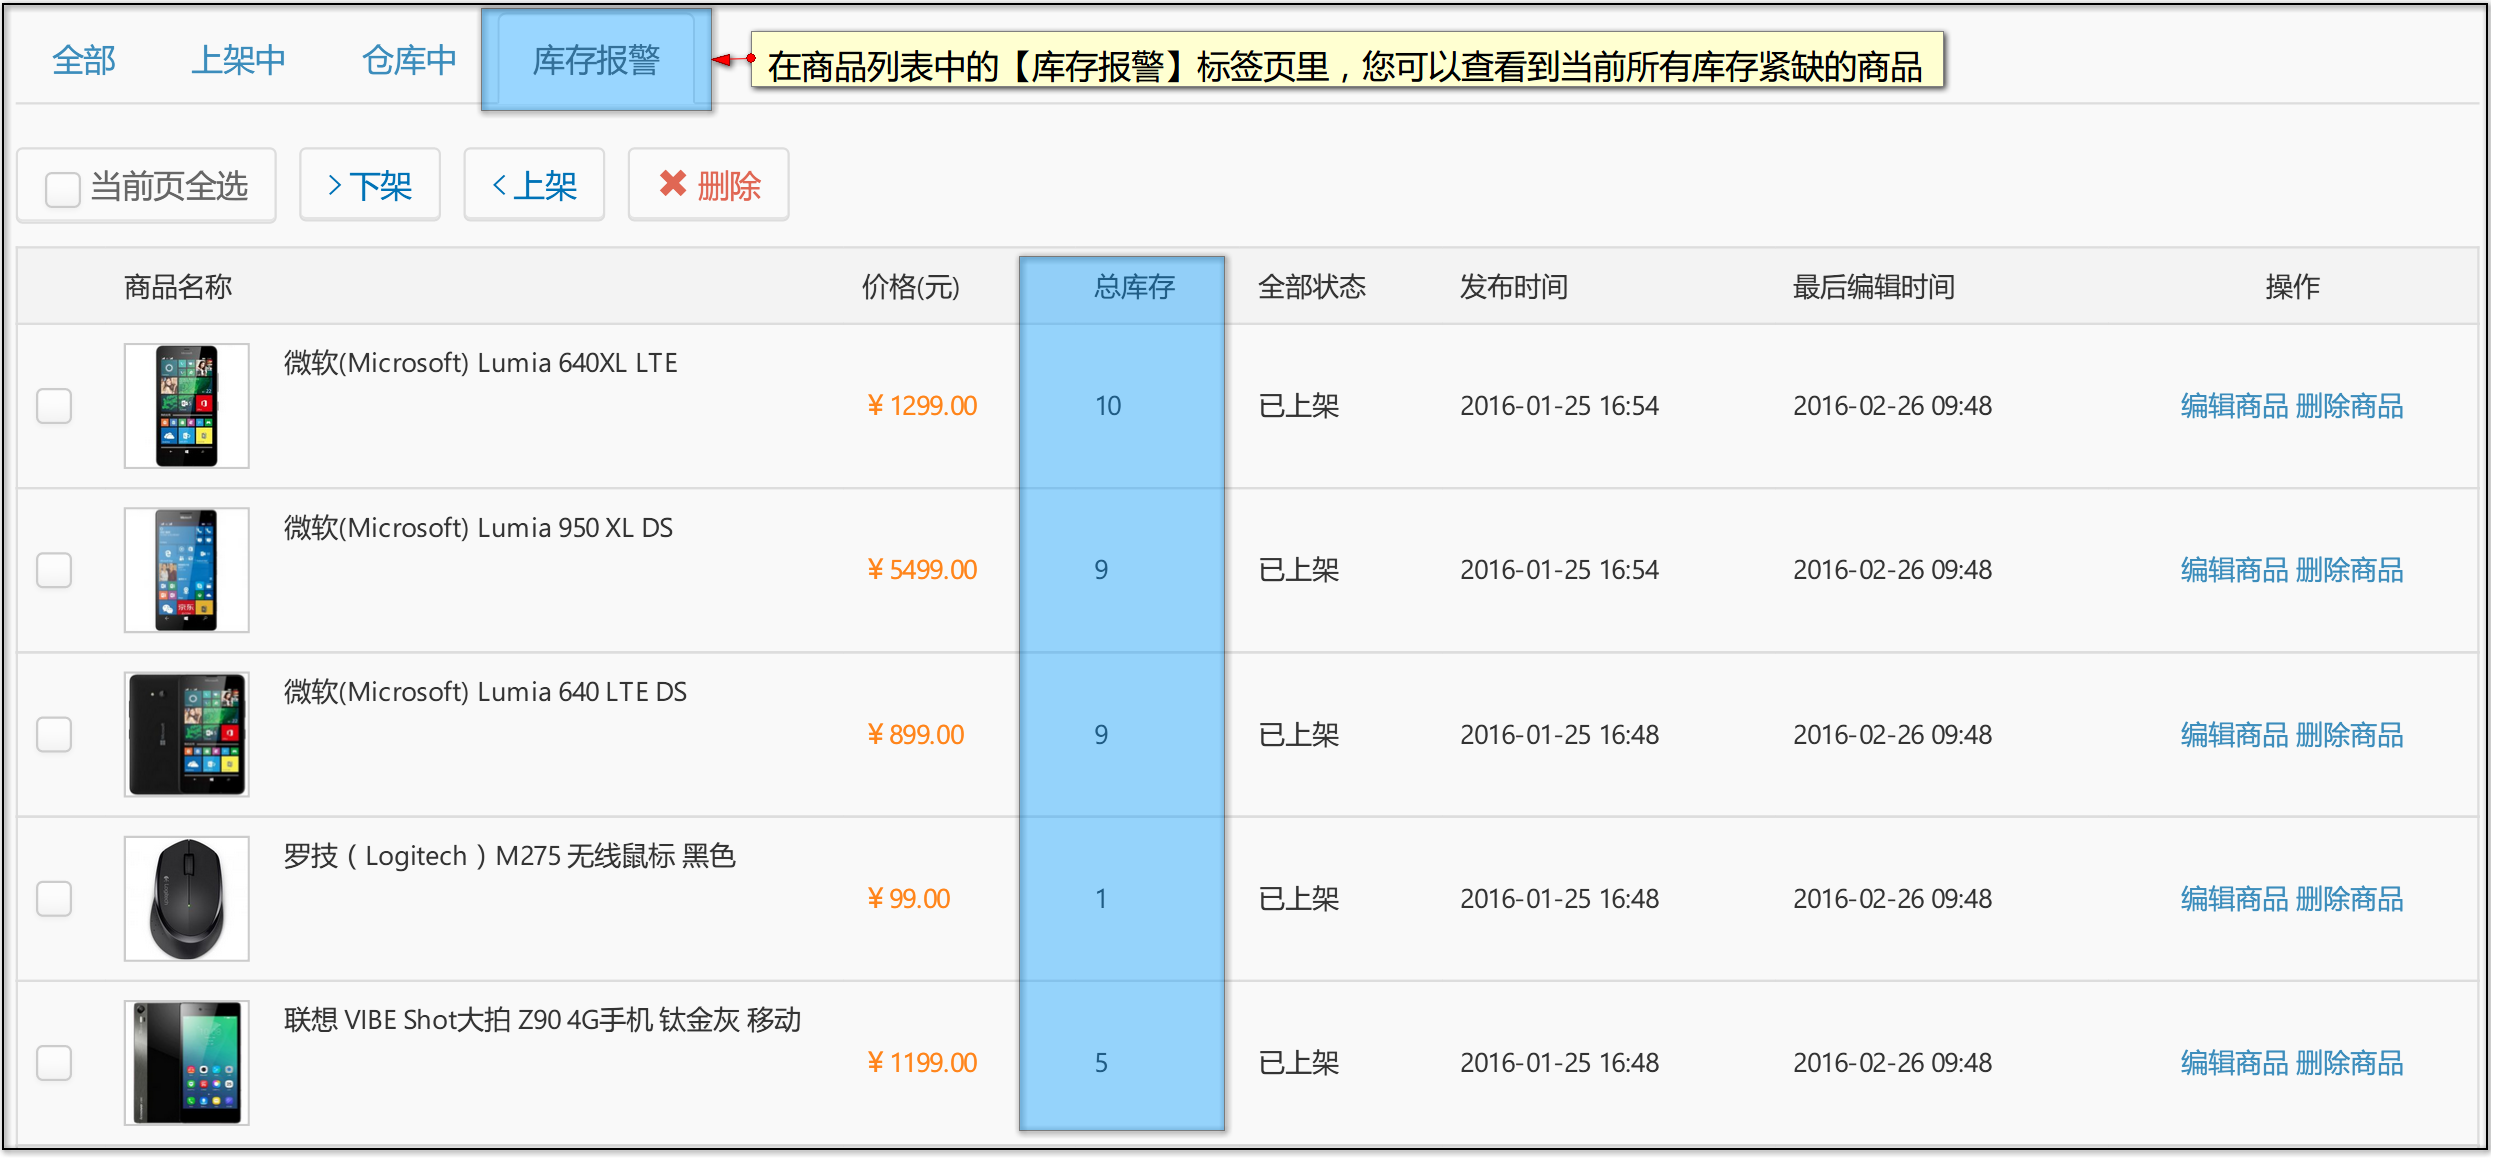 全部 上架中 仓库中 库存报警 在商品列表中的【库存报警】标签页里，您可以查看到当前所有库存紧缺的商品
当前页全选 下架 上架 删除
商品名称 价格(元) 总库存 全部状态 发布时间 最后编辑时间 操作
微软(Microsoft) Lumia 640XL LTE
¥ 1299.00 10 已上架 2016-01-25 16:54 2016-02-26 09:48 编辑商品 删除商品
微软(Microsoft) Lumia 950 XL DS
¥ 5499.00 9 已上架 2016-01-25 16:54 2016-02-26 09:48 编辑商品 删除商品
微软(Microsoft) Lumia 640 LTE DS
¥ 899.00 9 已上架 2016-01-25 16:48 2016-02-26 09:48 编辑商品 删除商品
罗技（Logitech）M275 无线鼠标 黑色
¥ 99.00 1 已上架 2016-01-25 16:48 2016-02-26 09:48 编辑商品 删除商品
联想 VIBE Shot大拍 Z90 4G手机 钛金灰 移动
¥ 1199.00 5 已上架 2016-01-25 16:48 2016-02-26 09:48 编辑商品 删除商品